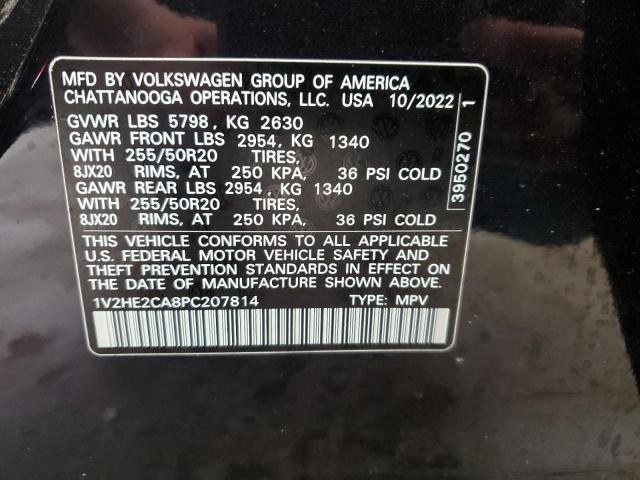 MFD BY VOLKSWAGEN GROUP OF AMERICA
CHATTANOOGA OPERATIONS, LLC. USA 10/2022
GVWR LBS 5798, KG 2630
GAWR FRONT LBS 2954, KG 1340
WITH 255/50R20 TIRES,
8JX20 RIMS, AT 250 KPA, 36 PSI COLD
GAWR REAR LBS 2954, KG 1340
WITH 255/50R20 TIRES,
8JX20 RIMS, AT 250 KPA, 36 PSI COLD
THIS VEHICLE CONFORMS TO ALL APPLICABLE
U.S. FEDERAL MOTOR VEHICLE SAFETY AND
THEFT PREVENTION STANDARDS IN EFFECT ON
THE DATE OF MANUFACTURE SHOWN ABOVE.
1V2HE2CA8PC207814 TYPE: MPV
3950270 1